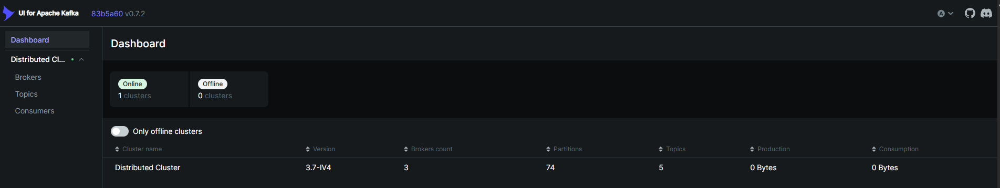 UI for Apache Kafka 83b5a60 v0.7.2 A
Dashboard
Distributed Cl...
Brokers
Topics
Consumers
Dashboard
Online
1 clusters
Offline
0 clusters
Only offline clusters
Cluster name Version Brokers count Partitions Topics Production Consumption
Distributed Cluster 3.7-IV4 3 74 5 0 Bytes 0 Bytes